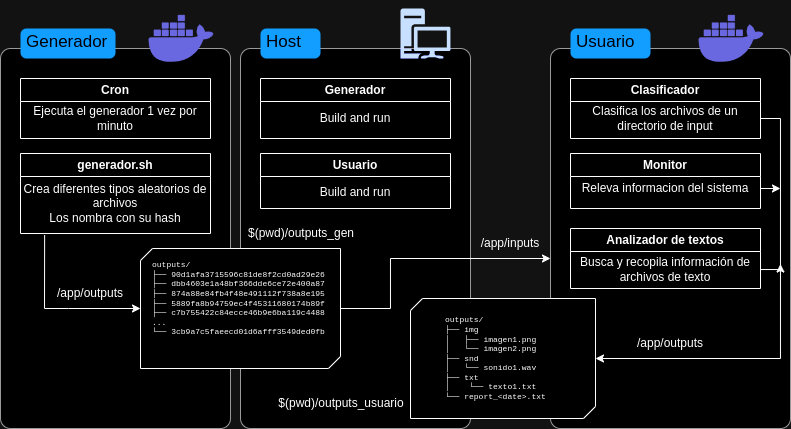 Generador
Cron
Ejecuta el generador 1 vez por
minuto
generador.sh
Crea diferentes tipos aleatorios de
archivos
Los nombra con su hash
/app/outputs
Host
Generador
Build and run
Usuario
Build and run
$(pwd)/outputs_gen
outputs/
├── 90d1afa3715596c81de8f2cd0ad29e26
├── dbb4603e1a48bf366dde6ce72e400a87
├── 874a88e84fb4f48e491112f738a8e195
├── 5889fa8b94759ec4f45311680174b89f
├── c7b755422c84ecce46b9e6ba119c4488
...
└── 3cb9a7c5faeecd01d6afff3549ded0fb
/app/inputs
Usuario
Clasificador
Clasifica los archivos de un
directorio de input
Monitor
Releva informacion del sistema
Analizador de textos
Busca y recopila información de
archivos de texto
/app/outputs
outputs/
├── img
│   ├── imagen1.png
│   └── imagen2.png
├── snd
│   └── sonido1.wav
├── txt
│   └── texto1.txt
└── report_<date>.txt
$(pwd)/outputs_usuario